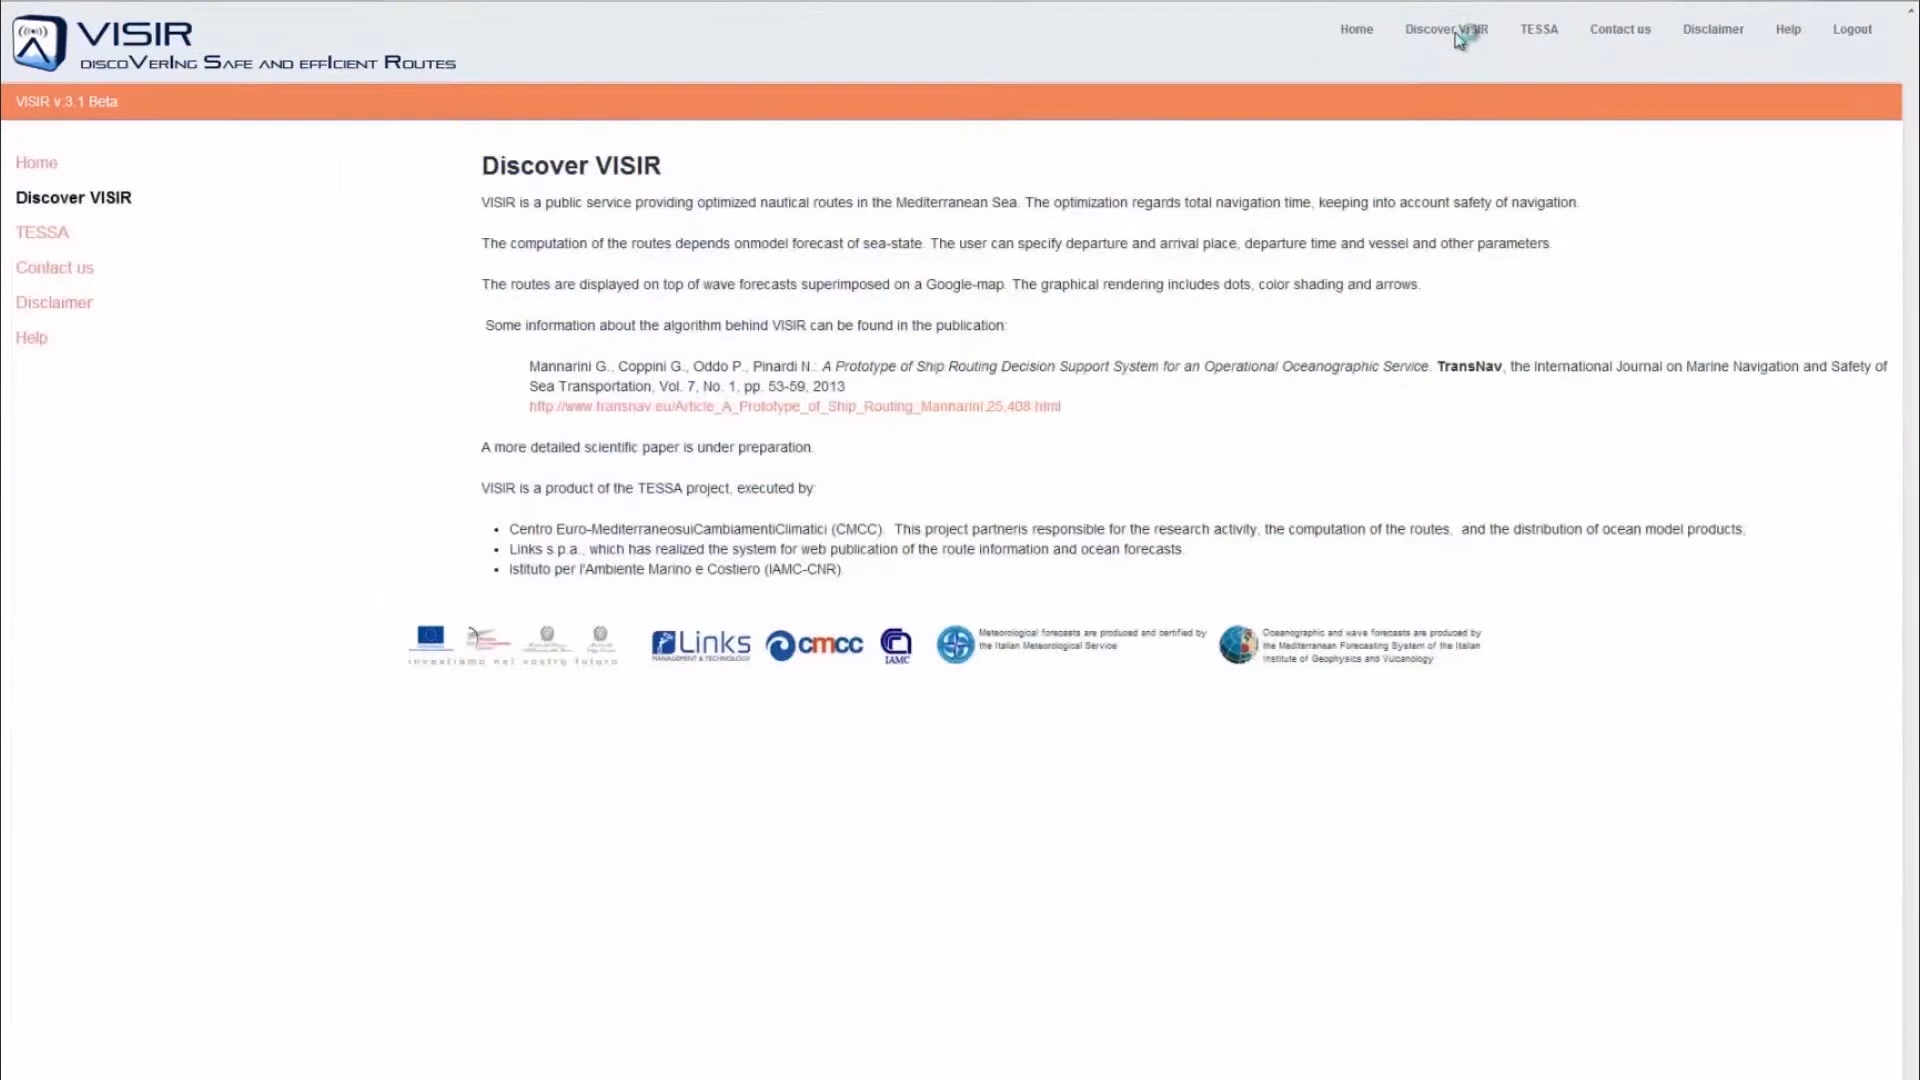 VISIR
DISCOVERING SAFE AND EFFICIENT ROUTES
Home Discover VISIR TESSA Contact us Disclaimer Help Logout
VISIR v.3.1 Beta
Home
Discover VISIR
TESSA
Contact us
Disclaimer
Help
Discover VISIR
VISIR is a public service providing optimized nautical routes in the Mediterranean Sea. The optimization regards total navigation time, keeping into account safety of navigation.
The computation of the routes depends onmodel forecast of sea-state. The user can specify departure and arrival place, departure time and vessel and other parameters.
The routes are displayed on top of wave forecasts superimposed on a Google-map. The graphical rendering includes dots, color shading and arrows.
Some information about the algorithm behind VISIR can be found in the publication:
Mannarini G., Coppini G., Oddo P., Pinardi N.: A Prototype of Ship Routing Decision Support System for an Operational Oceanographic Service. TransNav, the International Journal on Marine Navigation and Safety of
Sea Transportation, Vol. 7, No. 1, pp. 53-59, 2013
http://www.transnav.eu/Article_A_Prototype_of_Ship_Routing_Mannarini,25,408.html
A more detailed scientific paper is under preparation.
VISIR is a product of the TESSA project, executed by:
• Centro Euro-MediterraneosuiCambiamentiClimatici (CMCC). This project partneris responsible for the research activity, the computation of the routes, and the distribution of ocean model products;
• Links s.p.a., which has realized the system for web publication of the route information and ocean forecasts.
• Istituto per l'Ambiente Marino e Costiero (IAMC-CNR).
investiamo nel vostro futuro
Links
MANAGEMENT & TECHNOLOGY
cmcc
IAMC
Meteorological forecasts are produced and certified by
the Italian Meteorological Service
Oceanographic and wave forecasts are produced by
the Mediterranean Forecasting System of the Italian
Institute of Geophysics and Vulcanology